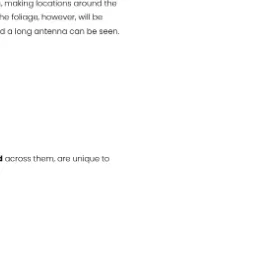 , making locations around the
he foliage, however, will be
d a long antenna can be seen.
d across them, are unique to